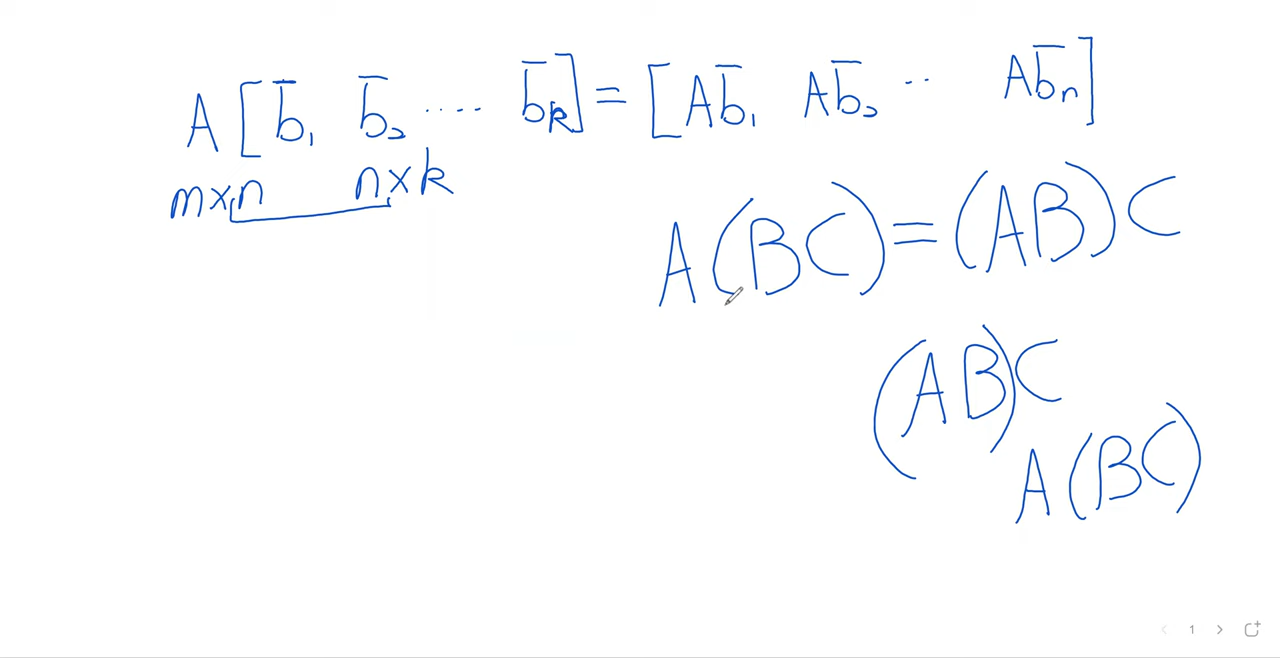 A [ b̅₁ b̅₂ .... b̅ₖ ] = [ Ab̅₁ Ab̅₂ .. Ab̅ₙ ]
m×n n×k
A(BC) = (AB)C
(AB)C
A(BC)
1